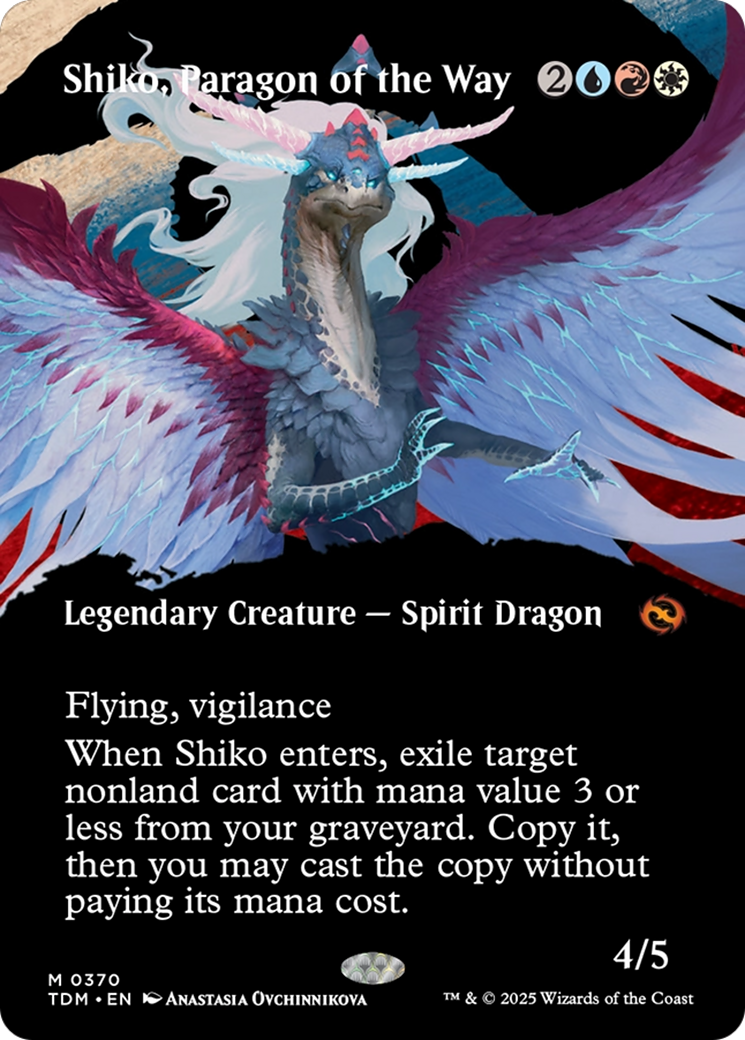 Shiko, Paragon of the Way 2
Legendary Creature — Spirit Dragon
Flying, vigilance
When Shiko enters, exile target
nonland card with mana value 3 or
less from your graveyard. Copy it,
then you may cast the copy without
paying its mana cost.
4/5
M 0370
TDM • EN Anastasia Ovchinnikova
™ & © 2025 Wizards of the Coast